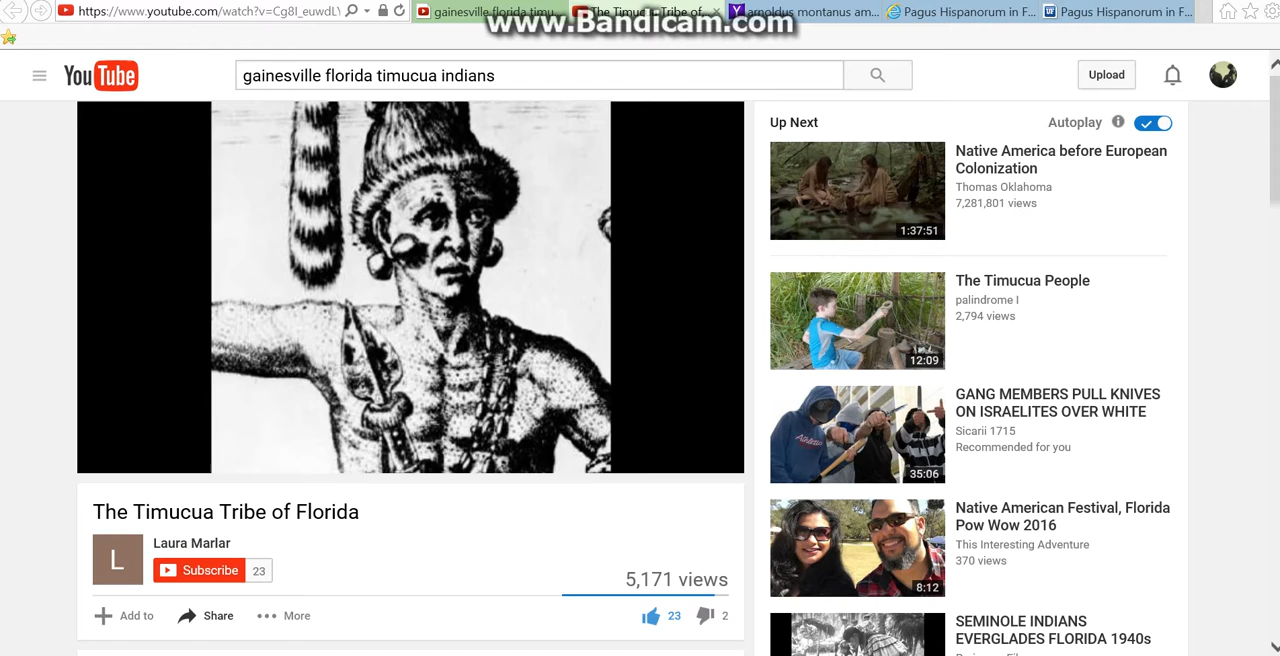 https://www.youtube.com/watch?v=Cg8I_euwdLY
gainesville florida timu...
The Timucua Tribe of...
arnoldus montanus am...
Pagus Hispanorum in F...
Pagus Hispanorum in F...
www.Bandicam.com
YouTube
gainesville florida timucua indians
Upload
Up Next
Autoplay
Native America before European
Colonization
Thomas Oklahoma
7,281,801 views
1:37:51
The Timucua People
palindrome I
2,794 views
12:09
GANG MEMBERS PULL KNIVES
ON ISRAELITES OVER WHITE
Sicarii 1715
Recommended for you
35:06
Native American Festival, Florida
Pow Wow 2016
This Interesting Adventure
370 views
8:12
SEMINOLE INDIANS
EVERGLADES FLORIDA 1940s
The Timucua Tribe of Florida
L
Laura Marlar
Subscribe 23
5,171 views
Add to
Share
More
23
2